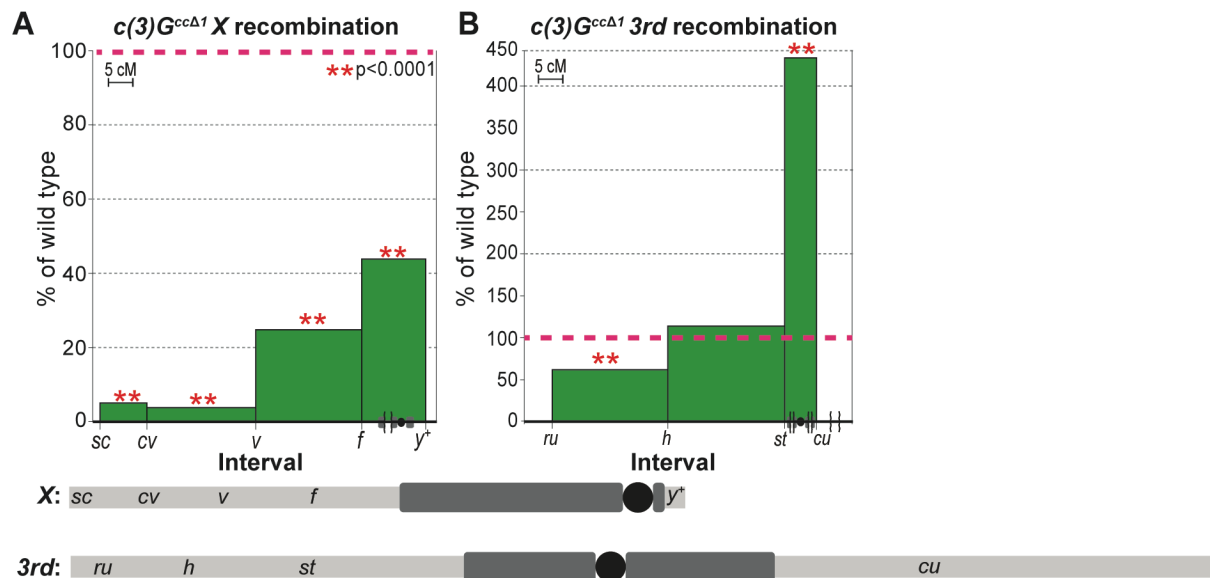 A
c(3)G^ccΔ1 X recombination
100
80
60
40
20
0
% of wild type
5 cM
**p<0.0001
**
**
**
**
sc cv v f y+
Interval
B
c(3)G^ccΔ1 3rd recombination
450
400
350
300
250
200
150
100
50
0
% of wild type
5 cM
**
**
ru h st cu
Interval
X: sc cv v f y+
3rd: ru h st cu